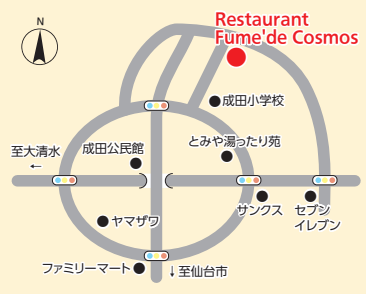 N
Restaurant
Fume'de Cosmos
成田小学校
とみや湯ったり苑
成田公民館
至大清水
←
サンクス
セブン
イレブン
ヤマザワ
ファミリーマート
↓至仙台市